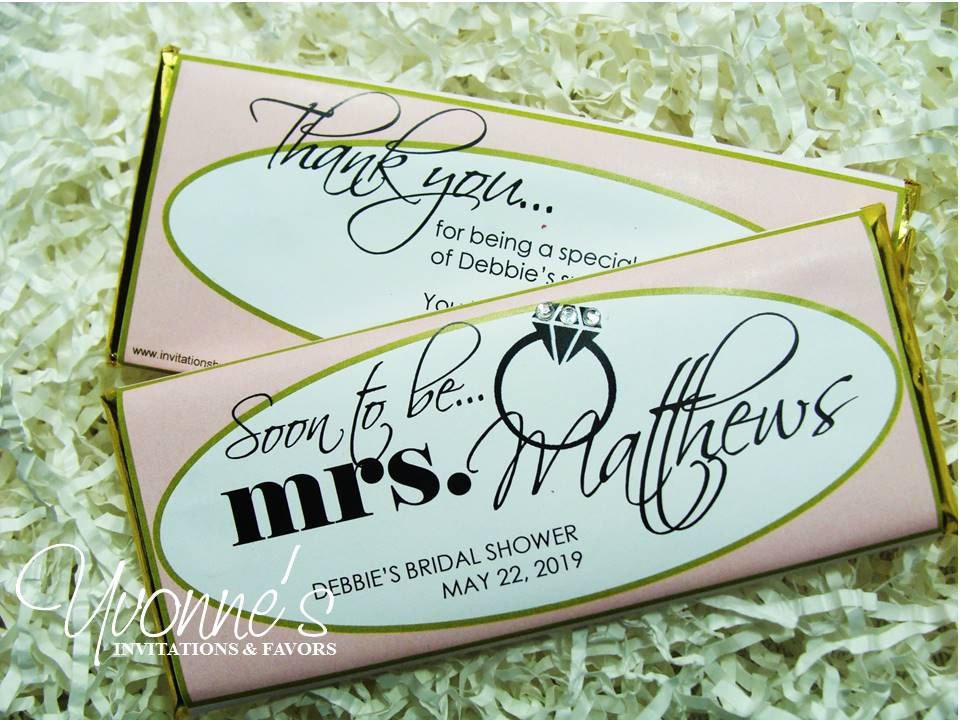 Thank you...
for being a special
of Debbie's
www.invitationsb
Soon to be...
mrs. Matthews
DEBBIE'S BRIDAL SHOWER
MAY 22, 2019
Yvonne's
INVITATIONS & FAVORS